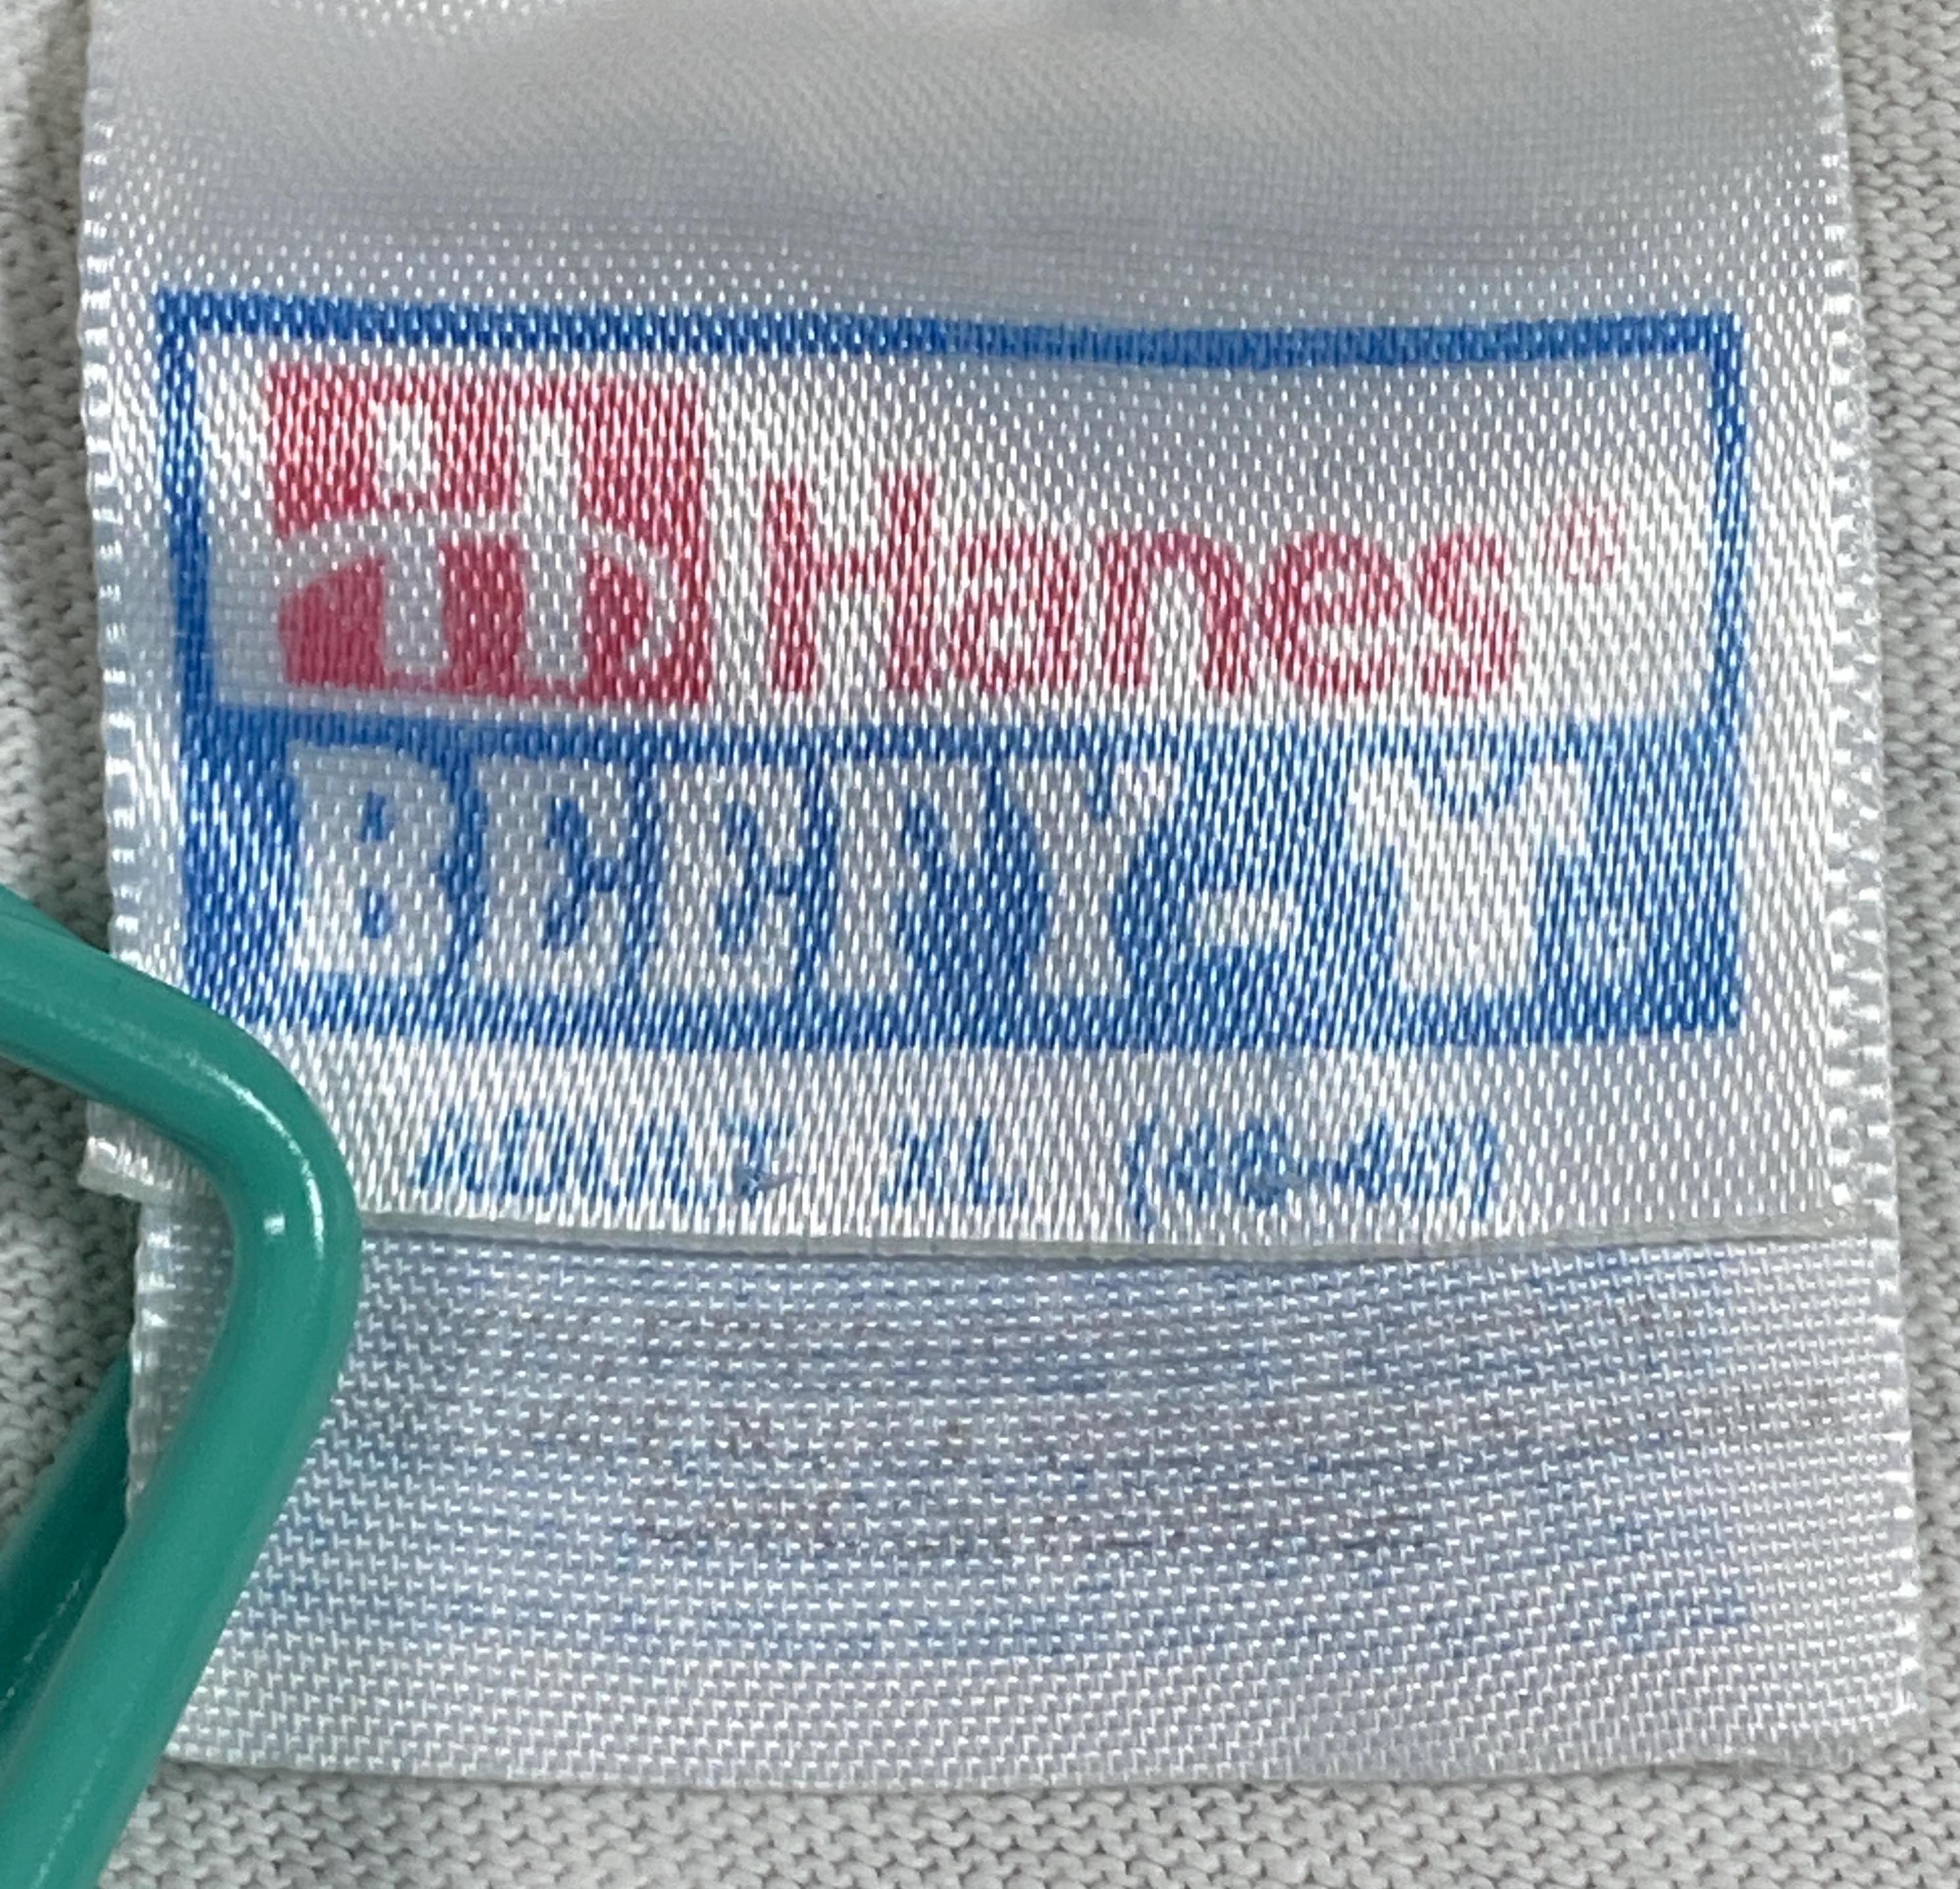 Hanes®
BEEFY-T®
ADULT XL (46-48)